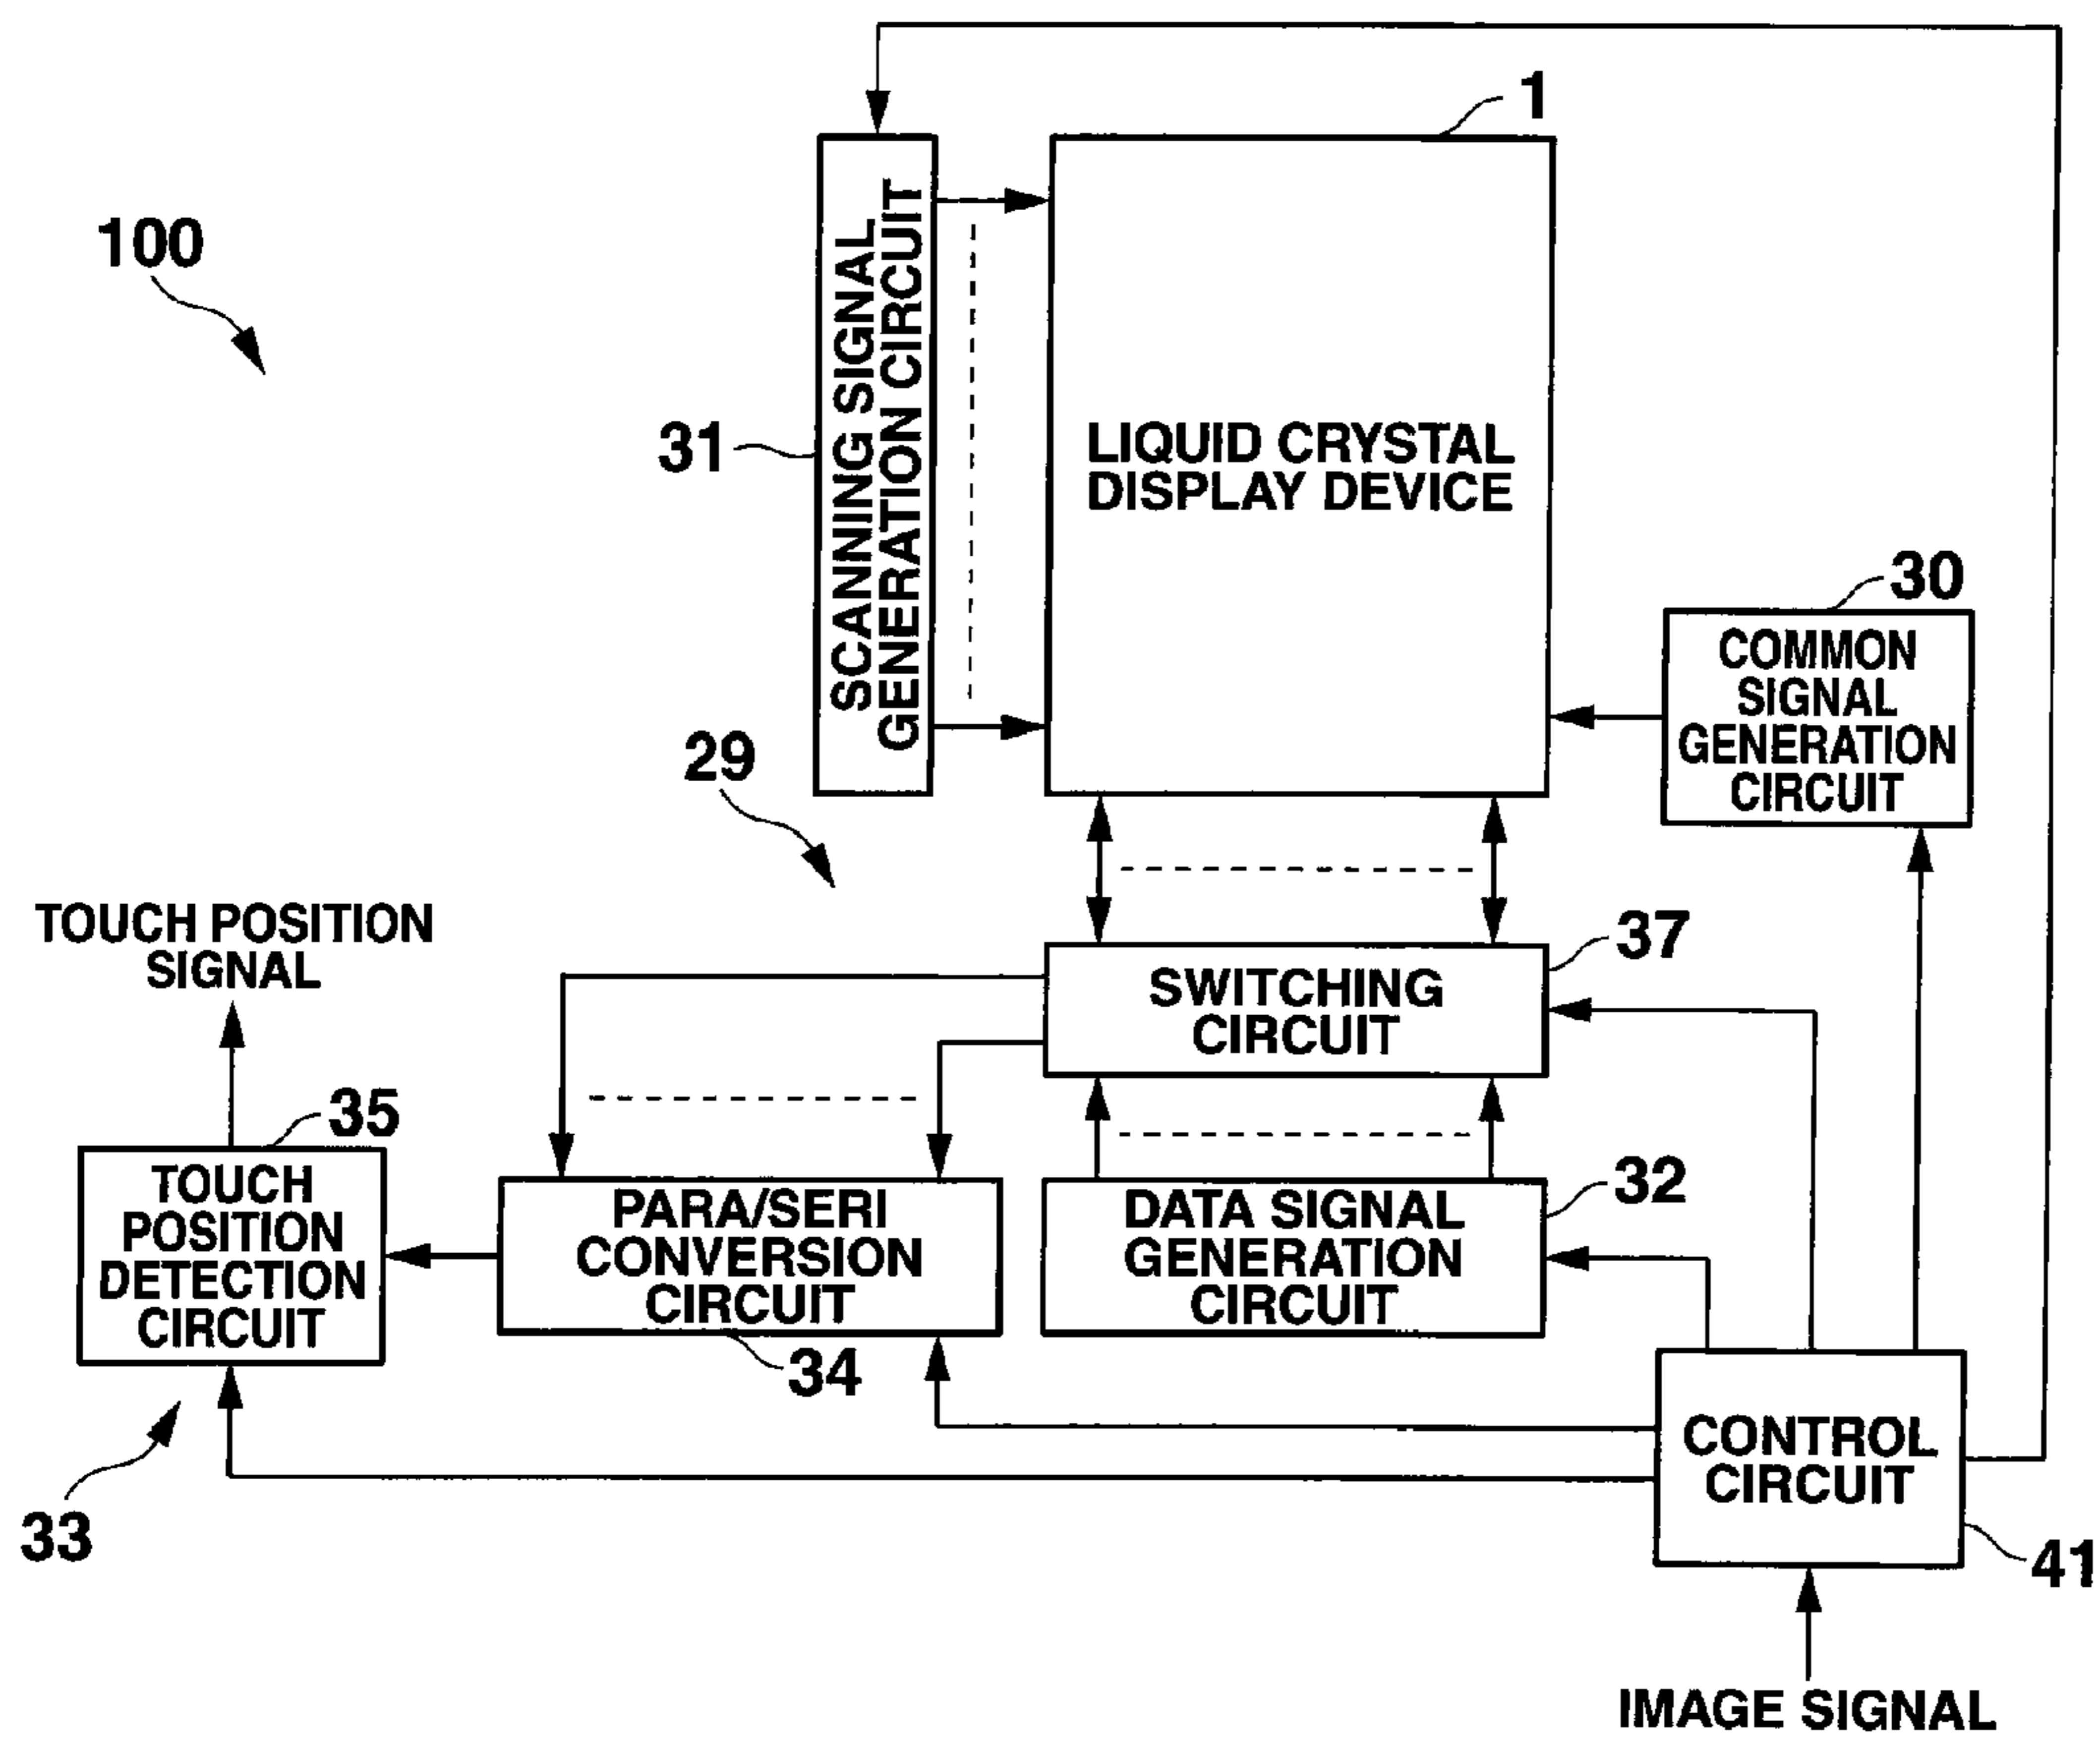 1
100
SCANNING SIGNAL
GENERATION CIRCUIT
31
LIQUID CRYSTAL
DISPLAY DEVICE
30
COMMON
SIGNAL
GENERATION
CIRCUIT
29
TOUCH POSITION
SIGNAL
37
SWITCHING
CIRCUIT
35
TOUCH
POSITION
DETECTION
CIRCUIT
PARA/SERI
CONVERSION
CIRCUIT
34
32
DATA SIGNAL
GENERATION
CIRCUIT
33
CONTROL
CIRCUIT
41
IMAGE SIGNAL